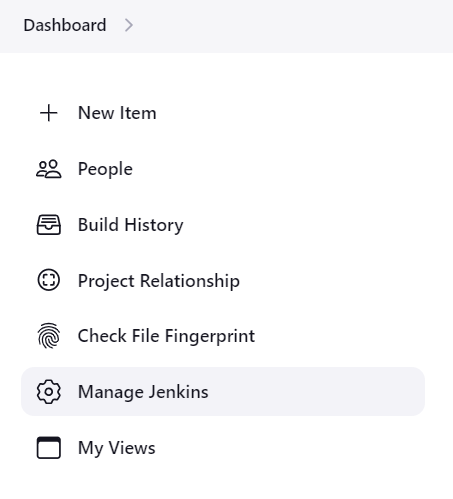 Dashboard
New Item
People
Build History
Project Relationship
Check File Fingerprint
Manage Jenkins
My Views